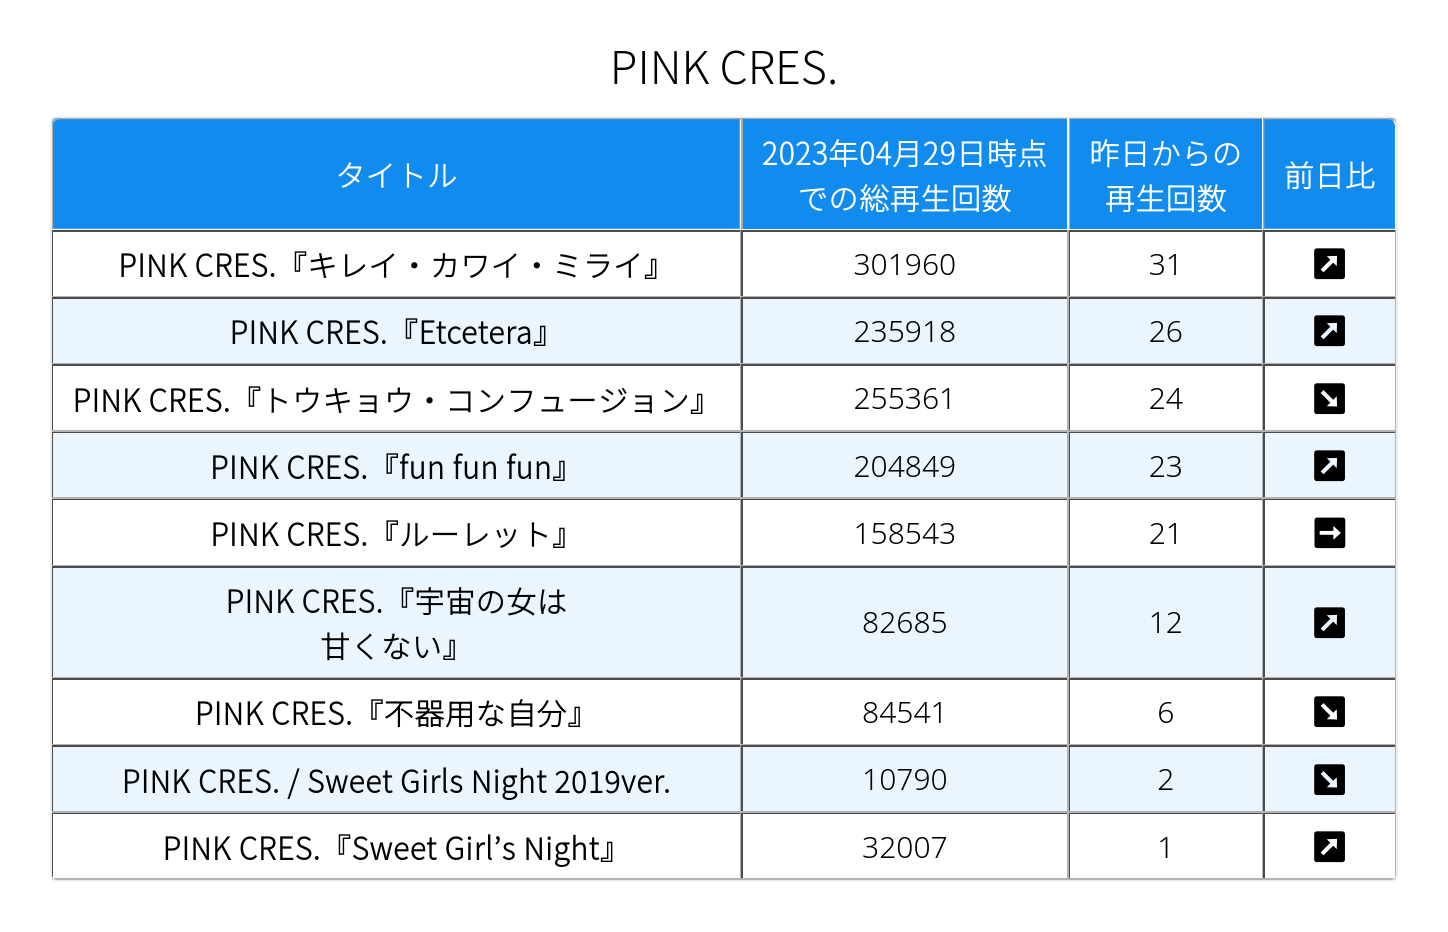 PINK CRES.
タイトル
2023年04月29日時点
での総再生回数
昨日からの
再生回数
前日比
PINK CRES.『キレイ・カワイ・ミライ』 301960 31 ↗
PINK CRES.『Etcetera』 235918 26 ↗
PINK CRES.『トウキョウ・コンフュージョン』 255361 24 ↘
PINK CRES.『fun fun fun』 204849 23 ↗
PINK CRES.『ルーレット』 158543 21 →
PINK CRES.『宇宙の女は
甘くない』 82685 12 ↗
PINK CRES.『不器用な自分』 84541 6 ↘
PINK CRES. / Sweet Girls Night 2019ver. 10790 2 ↘
PINK CRES.『Sweet Girl’s Night』 32007 1 ↗